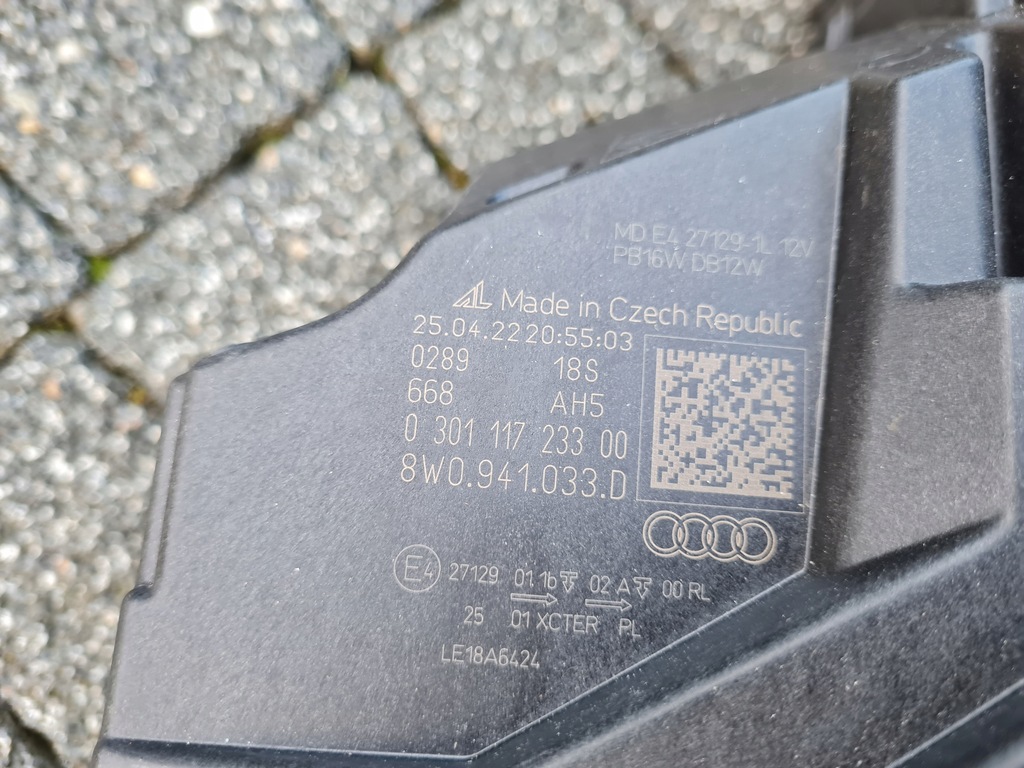 MD E4 27129-1L 12V
PB16W DB12W
AL Made in Czech Republic
25.04.22 20:55:03
0289 18S
668 AH5
0 301 117 233 00
8W0.941.033.D
E4 27129 01 1b 02 A 00 RL
25 01 XCTER PL
LE18A6424